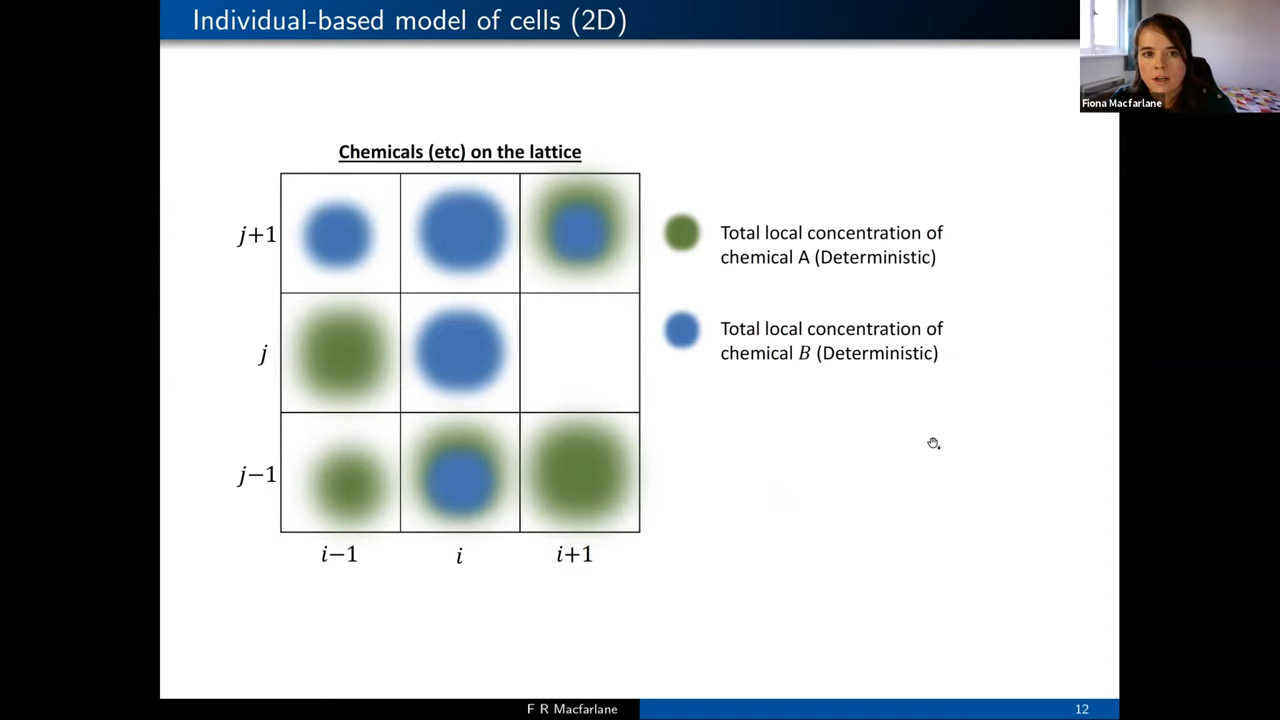 Individual-based model of cells (2D)
Fiona Macfarlane
Chemicals (etc) on the lattice
j+1
j
j−1
i−1
i
i+1
Total local concentration of
chemical A (Deterministic)
Total local concentration of
chemical B (Deterministic)
F R Macfarlane
12